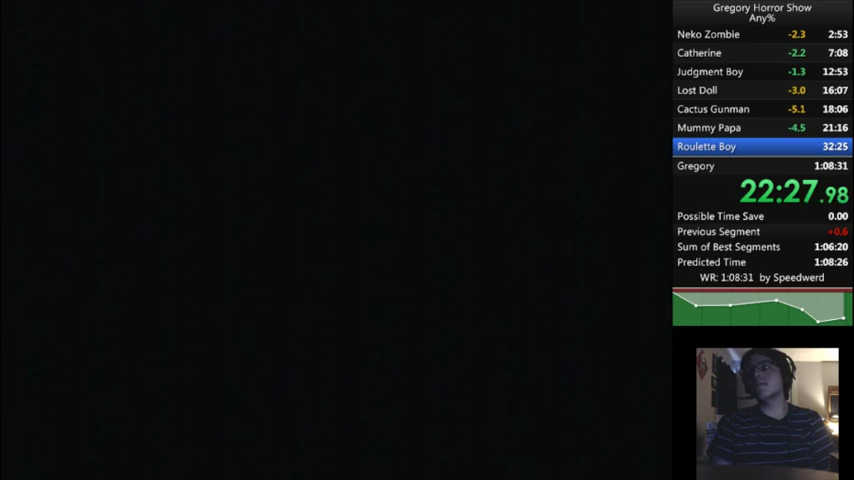 Gregory Horror Show
Any%
Neko Zombie -2.3 2:53
Catherine -2.2 7:08
Judgment Boy -1.3 12:53
Lost Doll -3.0 16:07
Cactus Gunman -5.1 18:06
Mummy Papa -4.5 21:16
Roulette Boy 32:25
Gregory 1:08:31
22:27.98
Possible Time Save 0.00
Previous Segment +0.6
Sum of Best Segments 1:06:20
Predicted Time 1:08:26
WR: 1:08:31 by Speedwerd